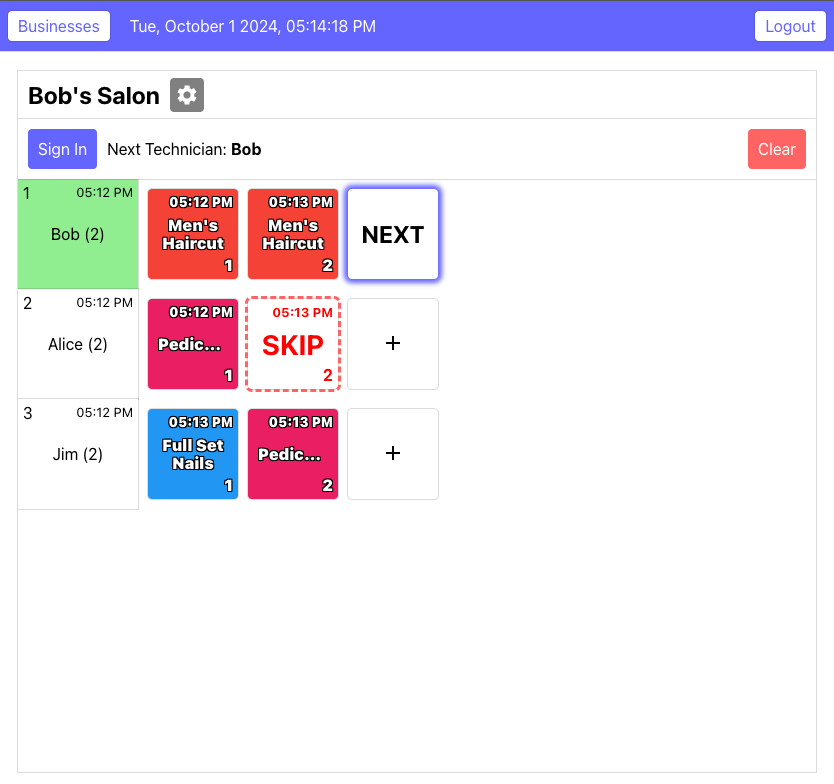 Businesses Tue, October 1 2024, 05:14:18 PM Logout
Bob's Salon
Sign In Next Technician: Bob Clear
1 05:12 PM
Bob (2)
05:12 PM
Men's
Haircut
1
05:13 PM
Men's
Haircut
2
NEXT
2 05:12 PM
Alice (2)
05:12 PM
Pedic...
1
05:13 PM
SKIP
2
+
3 05:12 PM
Jim (2)
05:13 PM
Full Set
Nails
1
05:13 PM
Pedic...
2
+